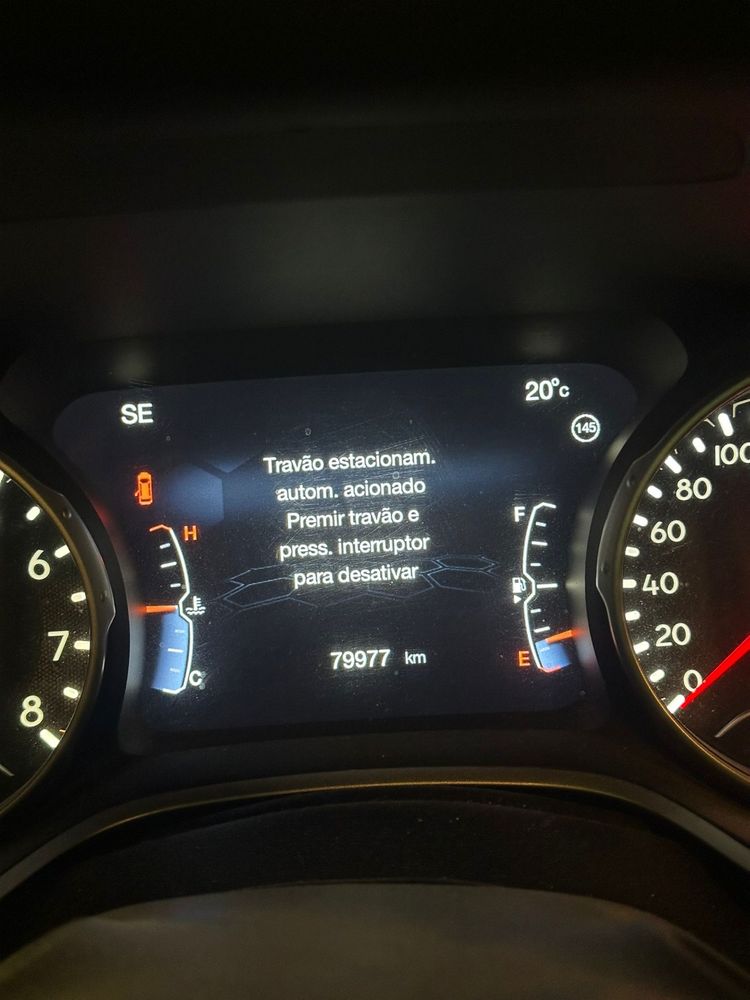 SE
20°c
145
Travão estacionam.
autom. acionado
Premir travão e
press. interruptor
para desativar
H
C
F
E
79977 km
6
7
8
100
80
60
40
20
0